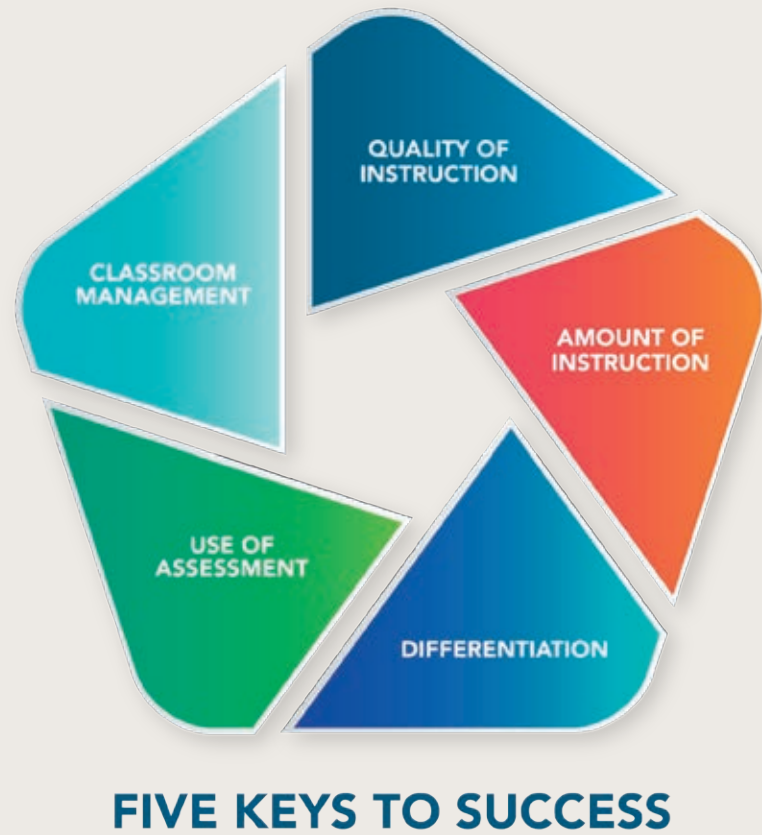 QUALITY OF
INSTRUCTION
AMOUNT OF
INSTRUCTION
DIFFERENTIATION
USE OF
ASSESSMENT
CLASSROOM
MANAGEMENT
FIVE KEYS TO SUCCESS